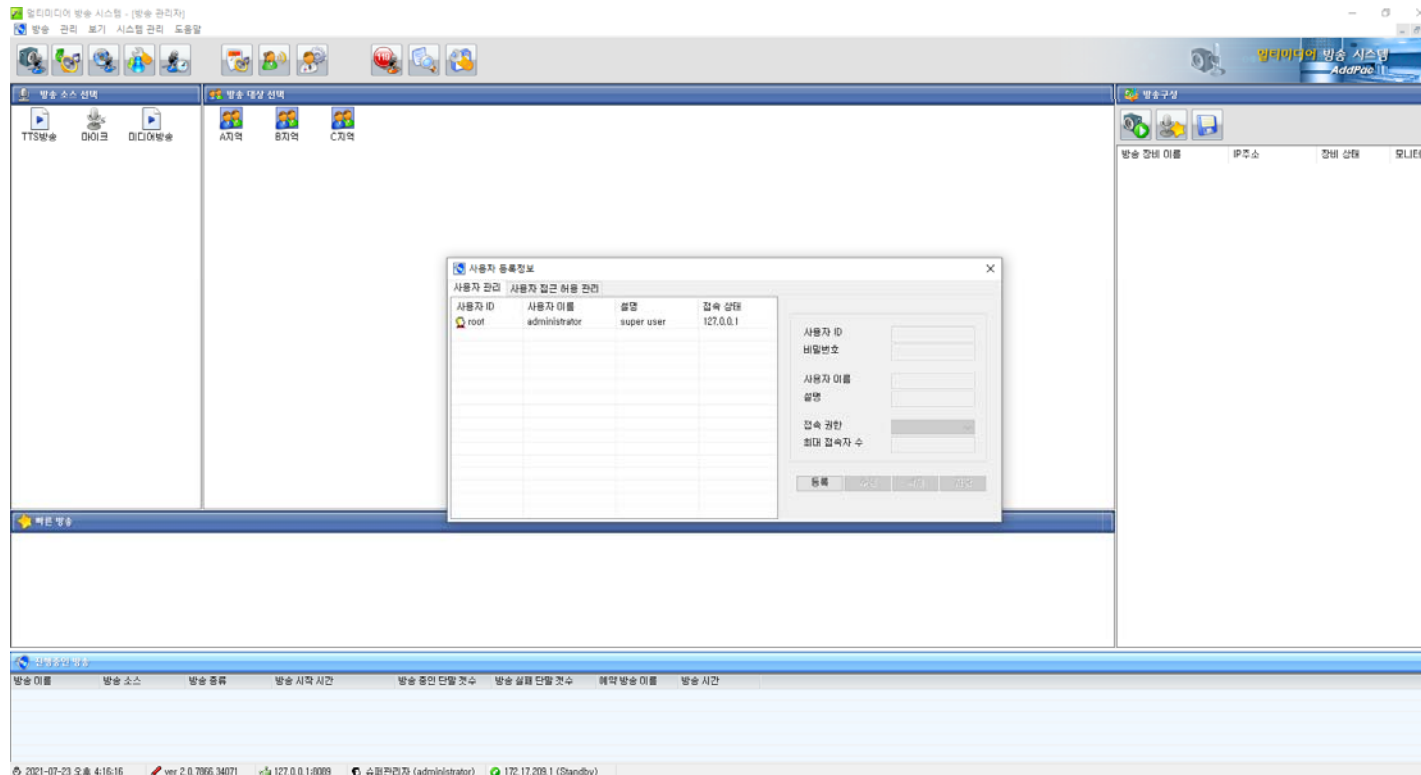 멀티미디어 방송 시스템 - [방송 관리자]
방송 관리 보기 시스템 관리 도움말
멀티미디어 방송 시스템
AddPac
방송 소스 선택
방송 대상 선택
방송구성
TTS방송 마이크 미디어방송
A지역 B지역 C지역
방송 장비 이름 IP주소 장비 상태
사용자 등록정보
사용자 관리 사용자 접근 허용 관리
사용자 ID 사용자 이름 설명 접속 상태
root administrator super user 127.0.0.1
사용자 ID
비밀번호
사용자 이름
설명
접속 권한
최대 접속자 수
등록
빠른 방송
진행중인 방송
방송 이름 방송 소스 방송 종류 방송 시작 시간 방송 중인 단말 갯수 방송 실패 단말 갯수 예약 방송 이름 방송 시간
2021-07-23 오후 4:16:16 ver 2.0.7866.34071 127.0.0.1:8089 슈퍼관리자 (administrator) 172.17.209.1 (Standby)